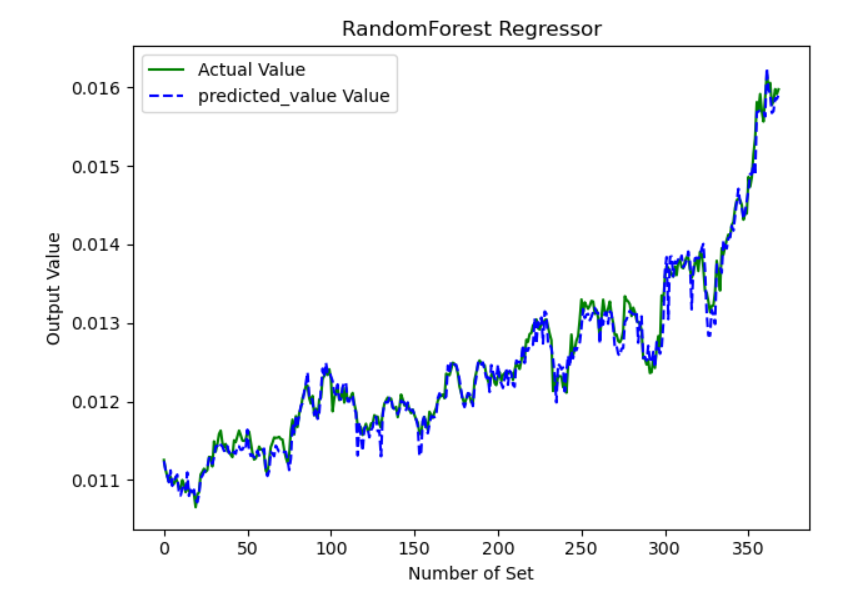 RandomForest Regressor
Actual Value
predicted_value Value
0.016
0.015
0.014
0.013
0.012
0.011
Output Value
0
50
100
150
200
250
300
350
Number of Set